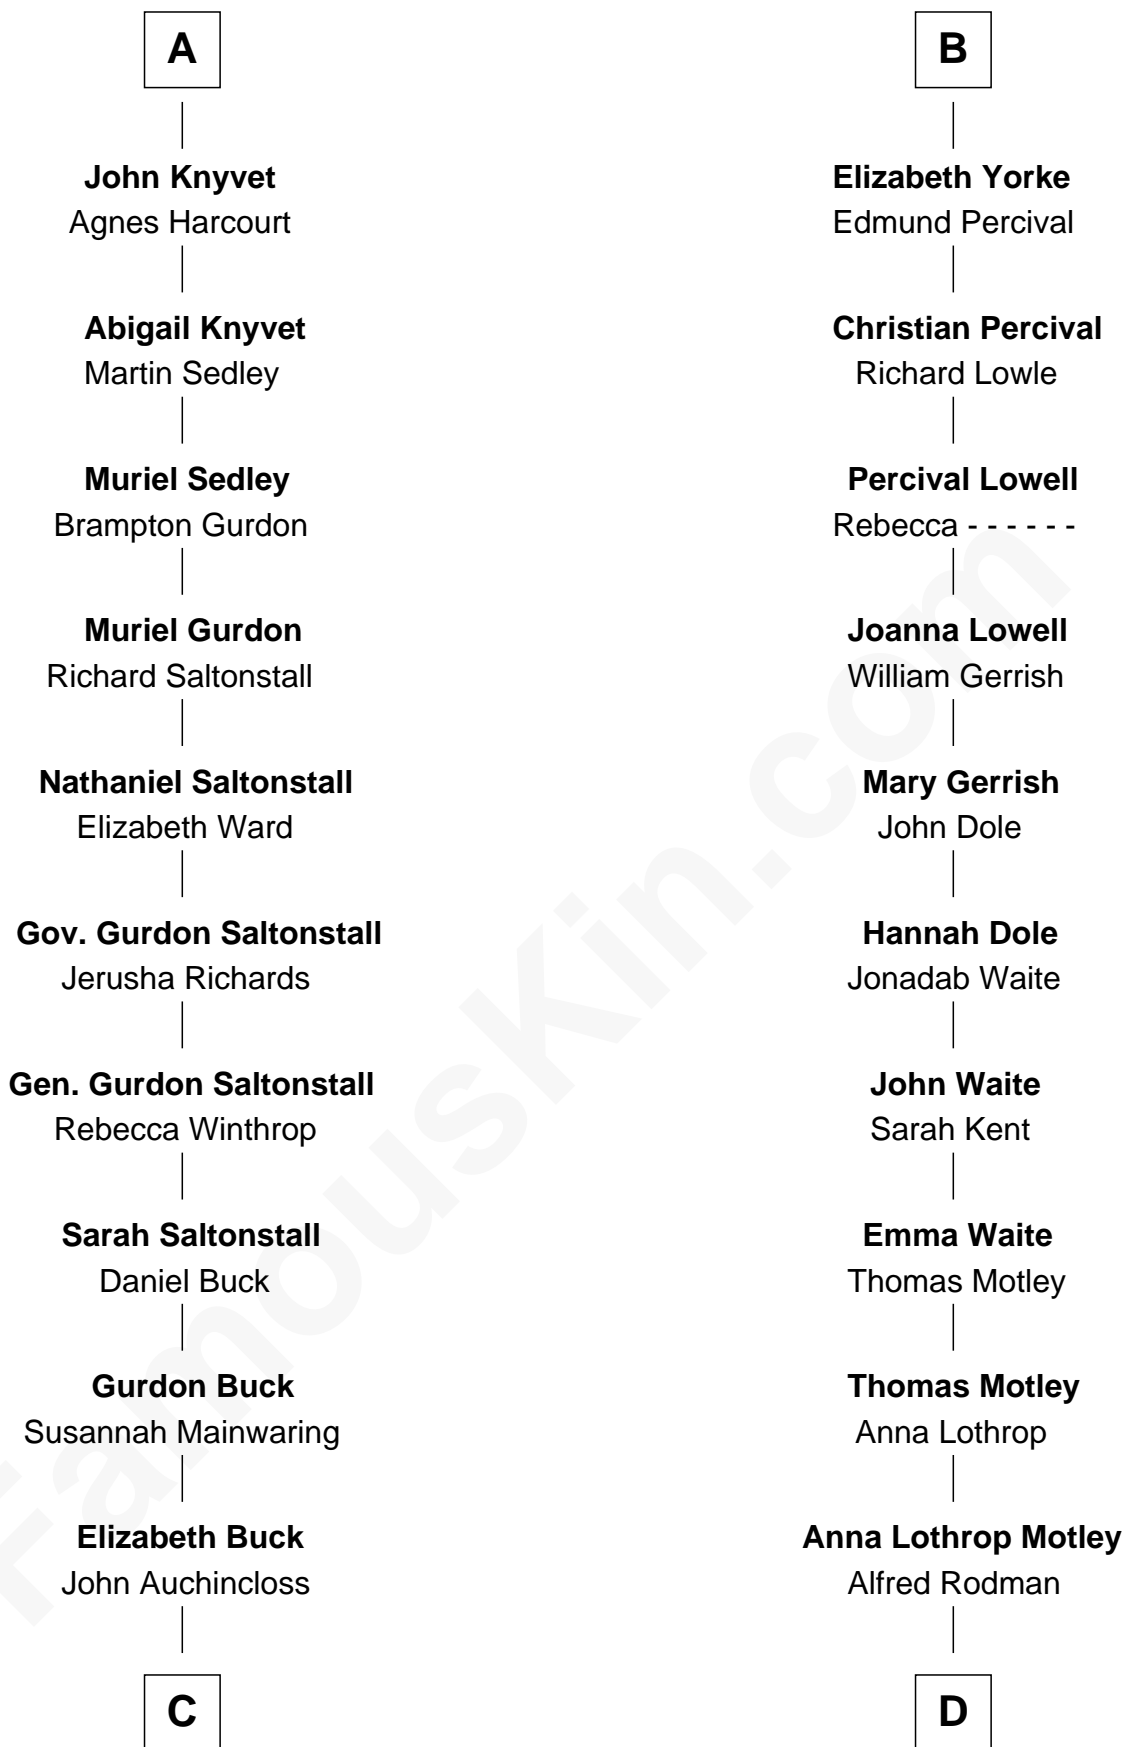 A
John Knyvet
Agnes Harcourt
Abigail Knyvet
Martin Sedley
Muriel Sedley
Brampton Gurdon
Muriel Gurdon
Richard Saltonstall
Nathaniel Saltonstall
Elizabeth Ward
Gov. Gurdon Saltonstall
Jerusha Richards
Gen. Gurdon Saltonstall
Rebecca Winthrop
Sarah Saltonstall
Daniel Buck
Gurdon Buck
Susannah Mainwaring
Elizabeth Buck
John Auchincloss
C
B
Elizabeth Yorke
Edmund Percival
Christian Percival
Richard Lowle
Percival Lowell
Rebecca - - - - - -
Joanna Lowell
William Gerrish
Mary Gerrish
John Dole
Hannah Dole
Jonadab Waite
John Waite
Sarah Kent
Emma Waite
Thomas Motley
Thomas Motley
Anna Lothrop
Anna Lothrop Motley
Alfred Rodman
D
FamousKin.com